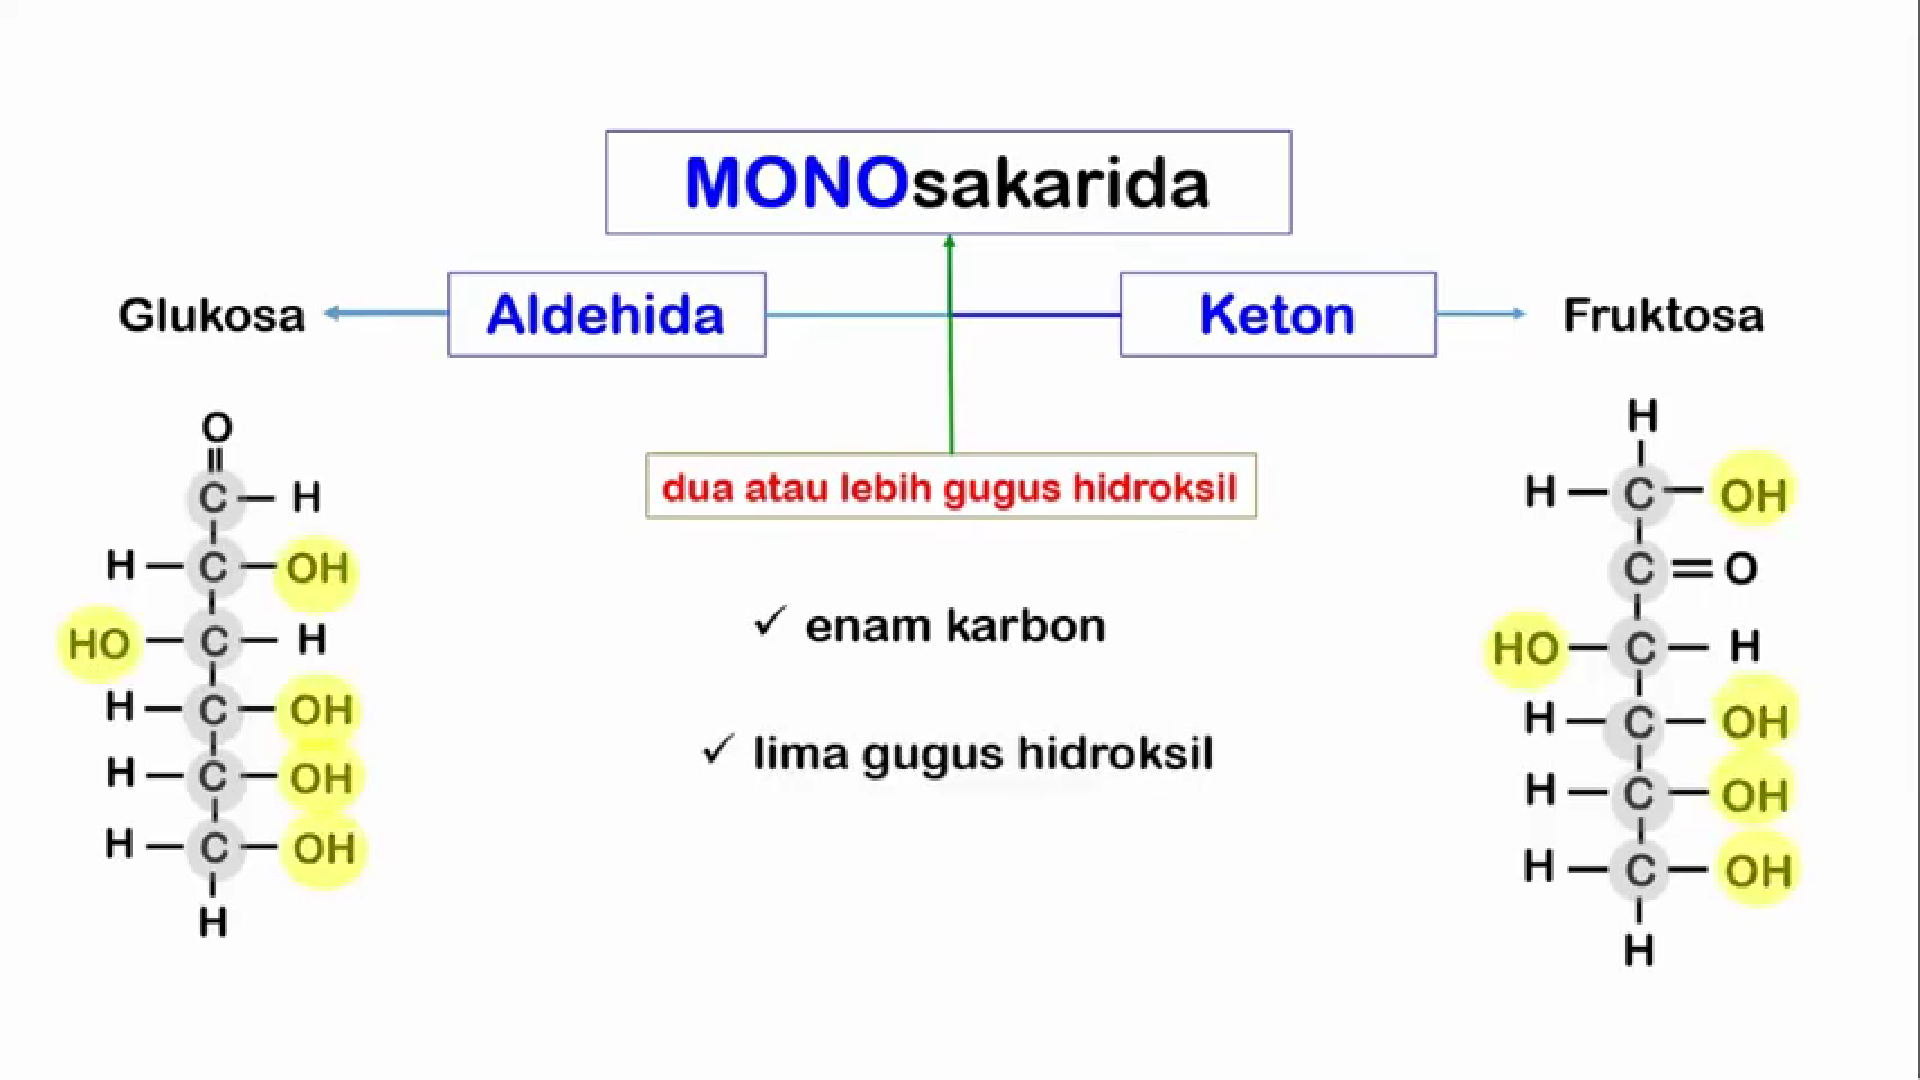 MONOsakarida
Glukosa
Aldehida
Keton
Fruktosa
dua atau lebih gugus hidroksil
✓ enam karbon
✓ lima gugus hidroksil
O
C H
H C OH
HO C H
H C OH
H C OH
H C OH
H
H
H C OH
C O
HO C H
H C OH
H C OH
H C OH
H